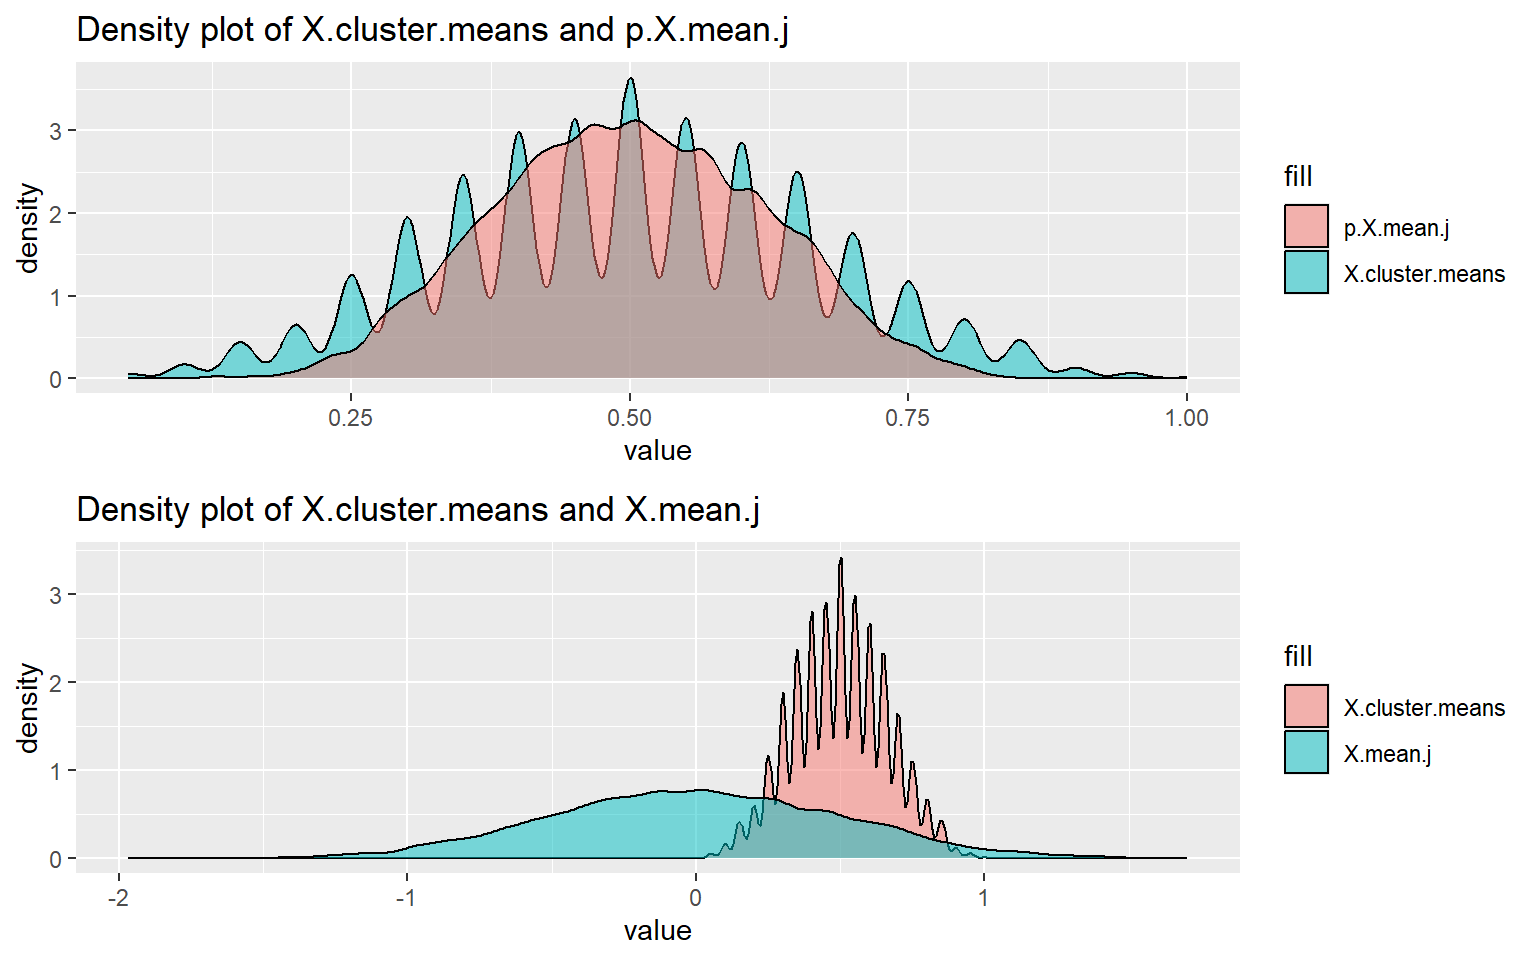 Density plot of X.cluster.means and p.X.mean.j
3
2
1
0
density
0.25 0.50 0.75 1.00
value
fill
p.X.mean.j
X.cluster.means
Density plot of X.cluster.means and X.mean.j
3
2
1
0
density
-2 -1 0 1
value
fill
X.cluster.means
X.mean.j